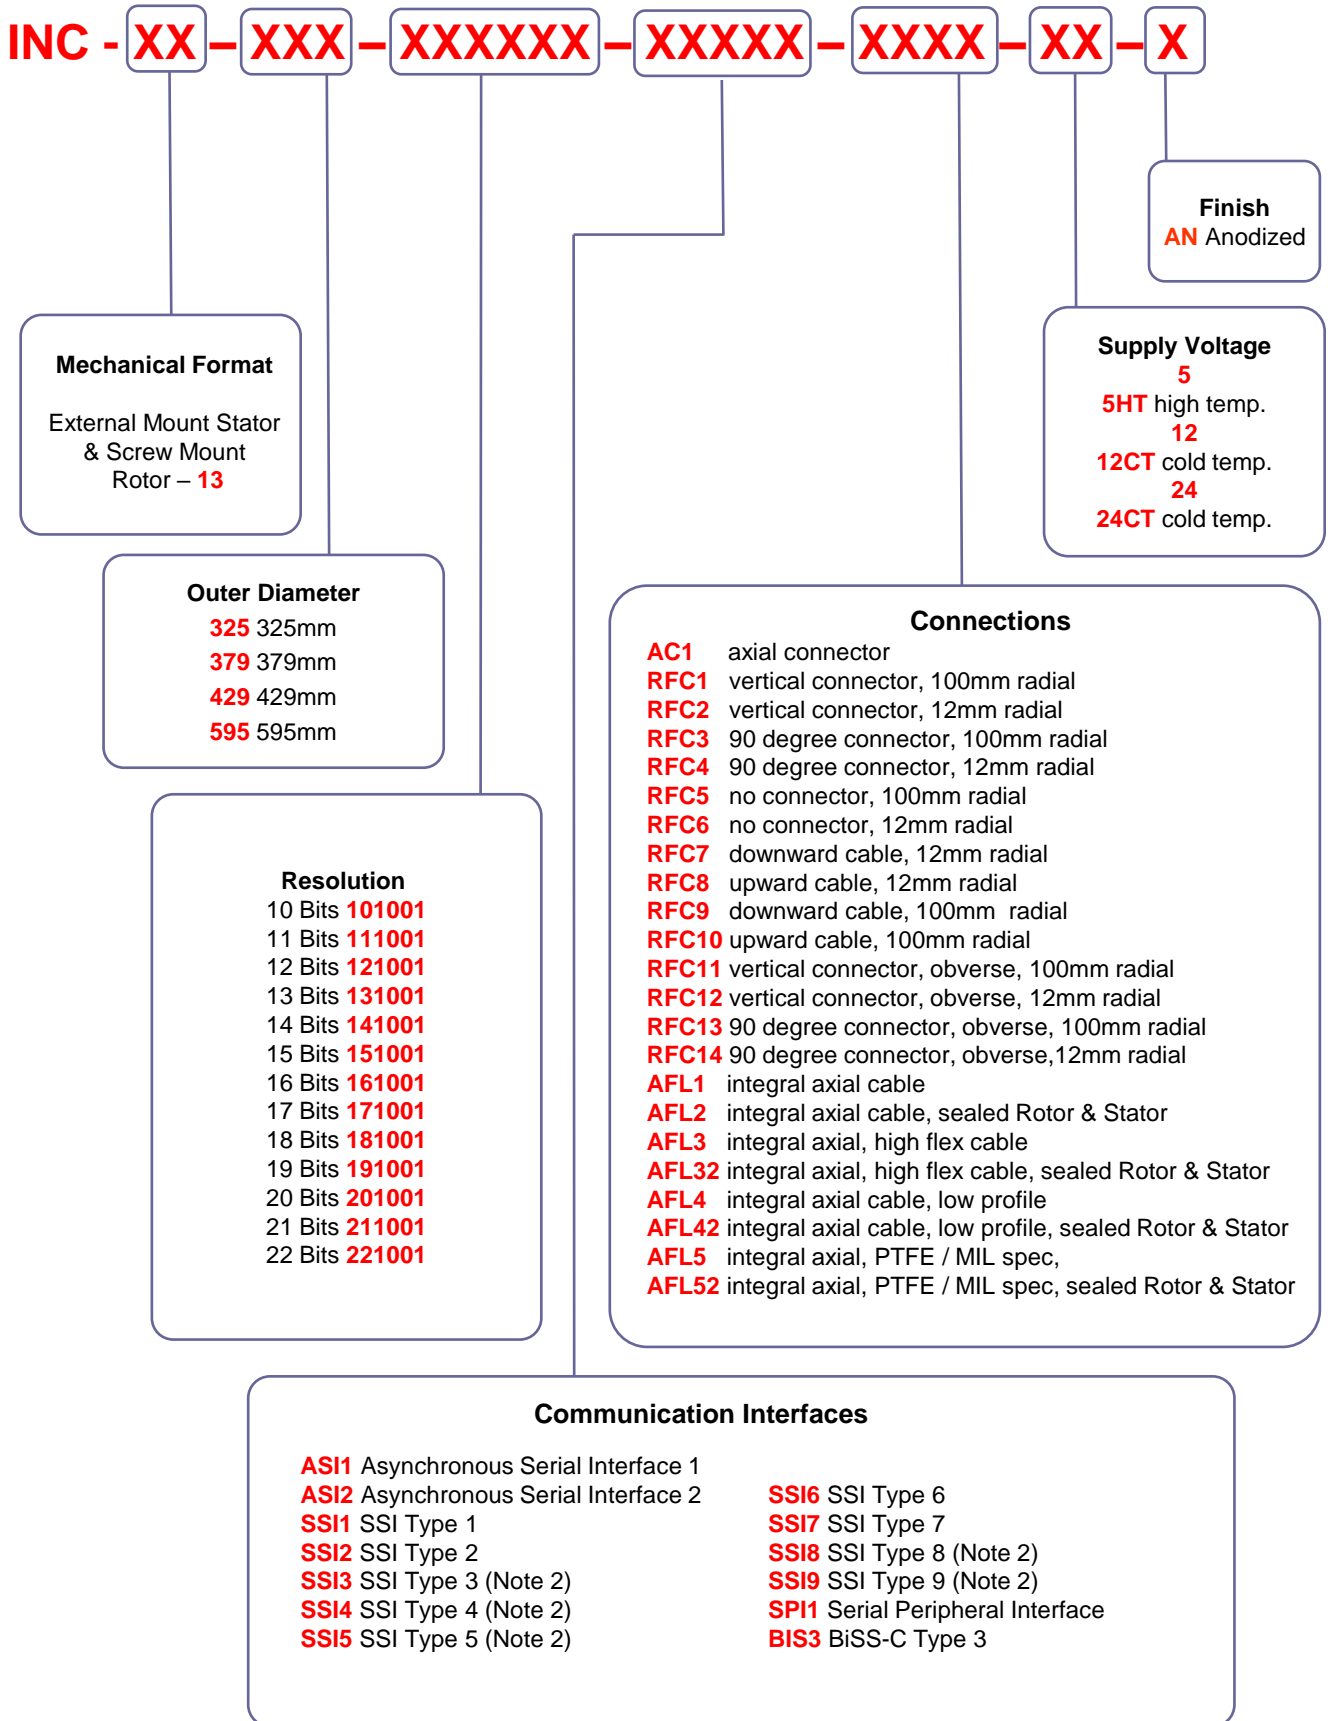 INC - XX – XXX – XXXXXX – XXXXX – XXXX – XX – X
Finish
AN Anodized
Mechanical Format
External Mount Stator
& Screw Mount
Rotor – 13
Supply Voltage
5
5HT high temp.
12
12CT cold temp.
24
24CT cold temp.
Outer Diameter
325 325mm
379 379mm
429 429mm
595 595mm
Connections
AC1 axial connector
RFC1 vertical connector, 100mm radial
RFC2 vertical connector, 12mm radial
RFC3 90 degree connector, 100mm radial
RFC4 90 degree connector, 12mm radial
RFC5 no connector, 100mm radial
RFC6 no connector, 12mm radial
RFC7 downward cable, 12mm radial
RFC8 upward cable, 12mm radial
RFC9 downward cable, 100mm radial
RFC10 upward cable, 100mm radial
RFC11 vertical connector, obverse, 100mm radial
RFC12 vertical connector, obverse, 12mm radial
RFC13 90 degree connector, obverse, 100mm radial
RFC14 90 degree connector, obverse,12mm radial
AFL1 integral axial cable
AFL2 integral axial cable, sealed Rotor & Stator
AFL3 integral axial, high flex cable
AFL32 integral axial, high flex cable, sealed Rotor & Stator
AFL4 integral axial cable, low profile
AFL42 integral axial cable, low profile, sealed Rotor & Stator
AFL5 integral axial, PTFE / MIL spec,
AFL52 integral axial, PTFE / MIL spec, sealed Rotor & Stator
Resolution
10 Bits 101001
11 Bits 111001
12 Bits 121001
13 Bits 131001
14 Bits 141001
15 Bits 151001
16 Bits 161001
17 Bits 171001
18 Bits 181001
19 Bits 191001
20 Bits 201001
21 Bits 211001
22 Bits 221001
Communication Interfaces
ASI1 Asynchronous Serial Interface 1
ASI2 Asynchronous Serial Interface 2
SSI1 SSI Type 1
SSI2 SSI Type 2
SSI3 SSI Type 3 (Note 2)
SSI4 SSI Type 4 (Note 2)
SSI5 SSI Type 5 (Note 2)
SSI6 SSI Type 6
SSI7 SSI Type 7
SSI8 SSI Type 8 (Note 2)
SSI9 SSI Type 9 (Note 2)
SPI1 Serial Peripheral Interface
BIS3 BiSS-C Type 3